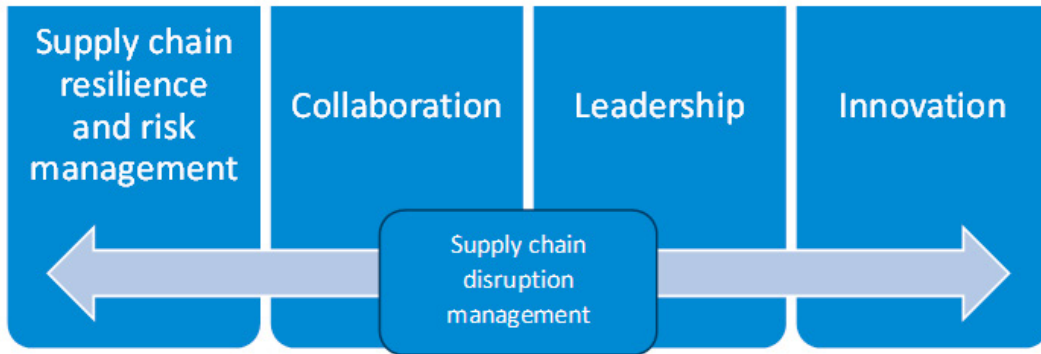 Supply chain
resilience
and risk
management
Collaboration
Leadership
Innovation
Supply chain
disruption
management